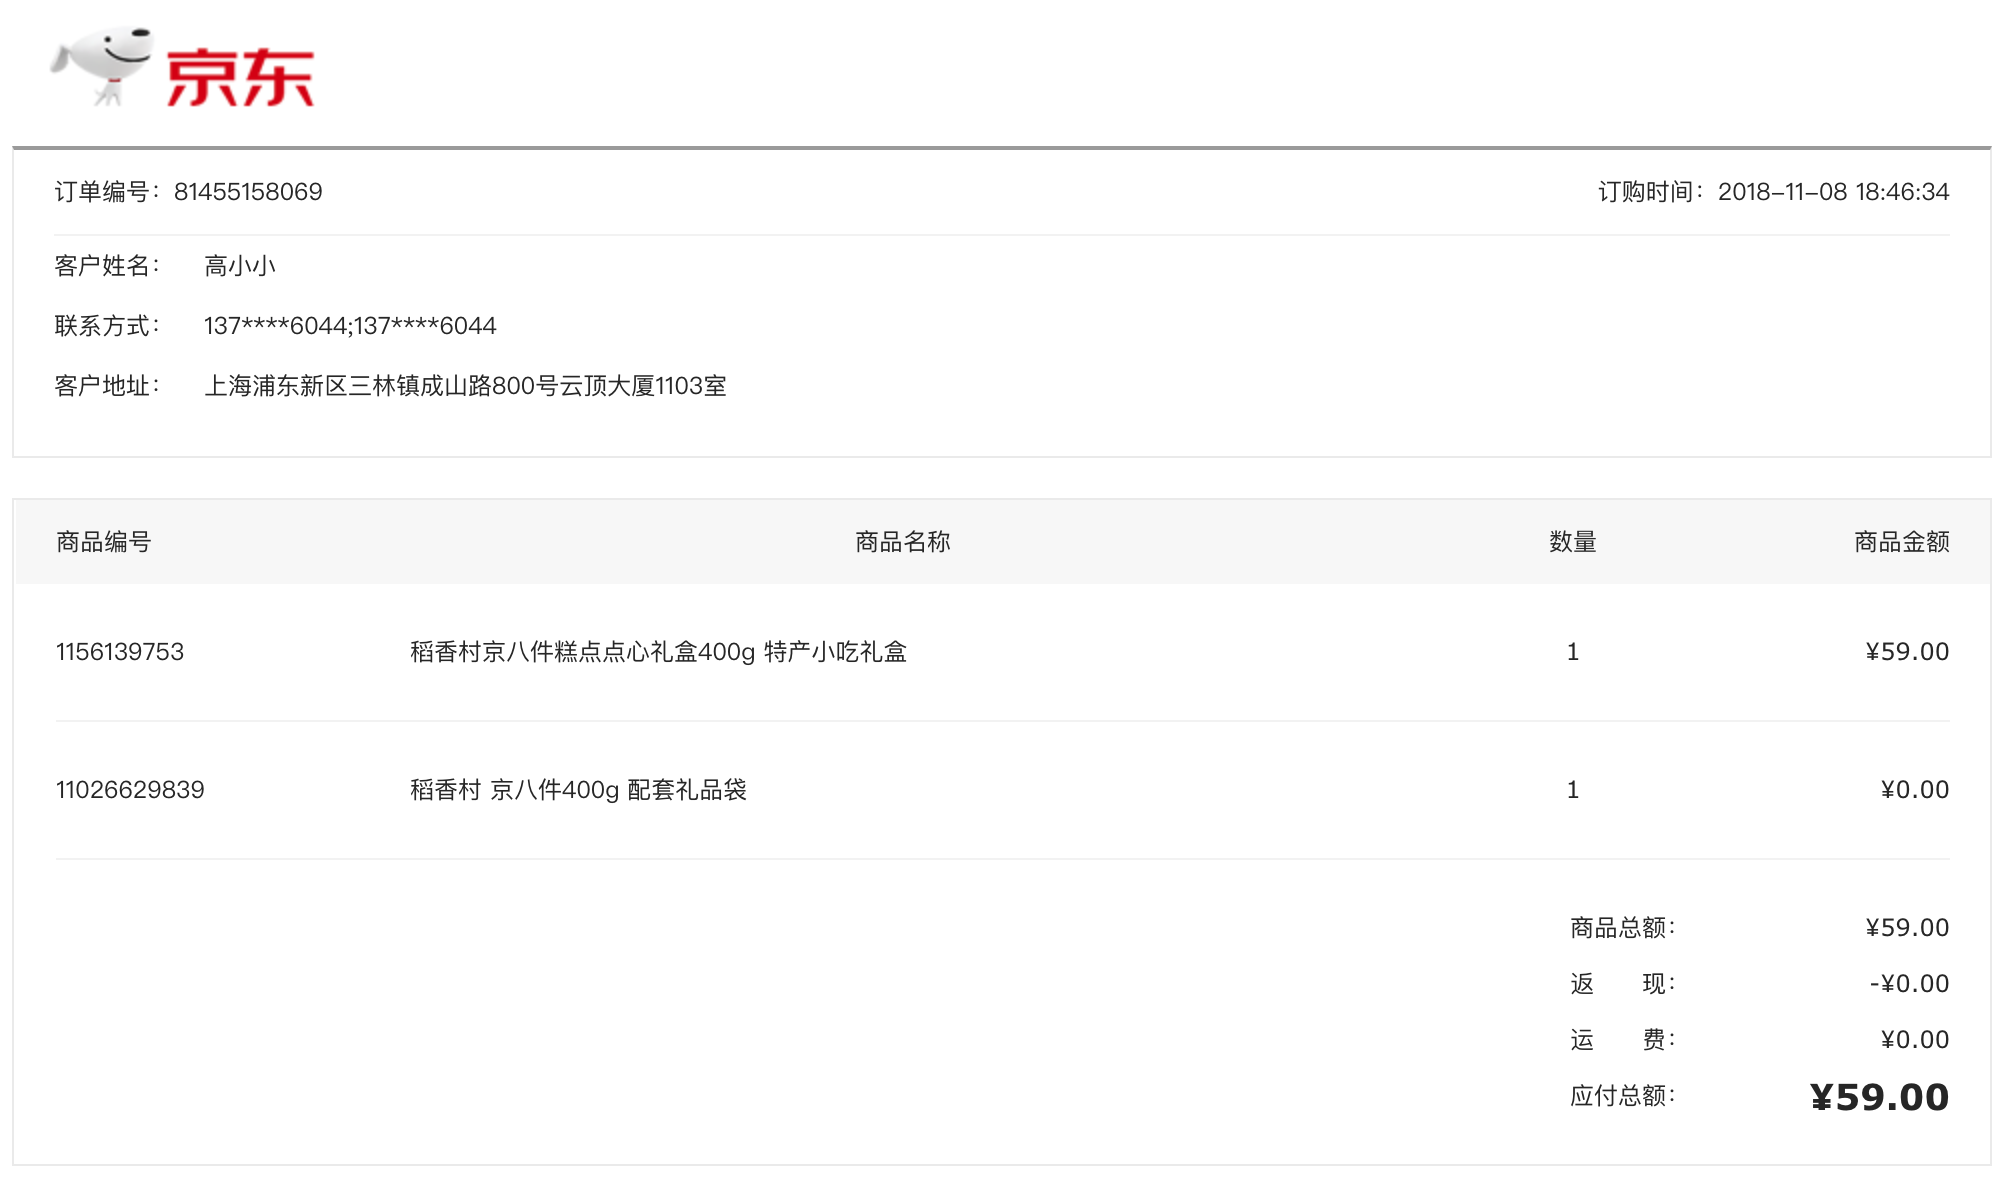 京东
订单编号：81455158069 订购时间：2018-11-08 18:46:34
客户姓名： 高小小
联系方式： 137****6044;137****6044
客户地址： 上海浦东新区三林镇成山路800号云顶大厦1103室
商品编号 商品名称 数量 商品金额
1156139753 稻香村京八件糕点点心礼盒400g 特产小吃礼盒 1 ¥59.00
11026629839 稻香村 京八件400g 配套礼品袋 1 ¥0.00
商品总额： ¥59.00
返 现： -¥0.00
运 费： ¥0.00
应付总额： ¥59.00